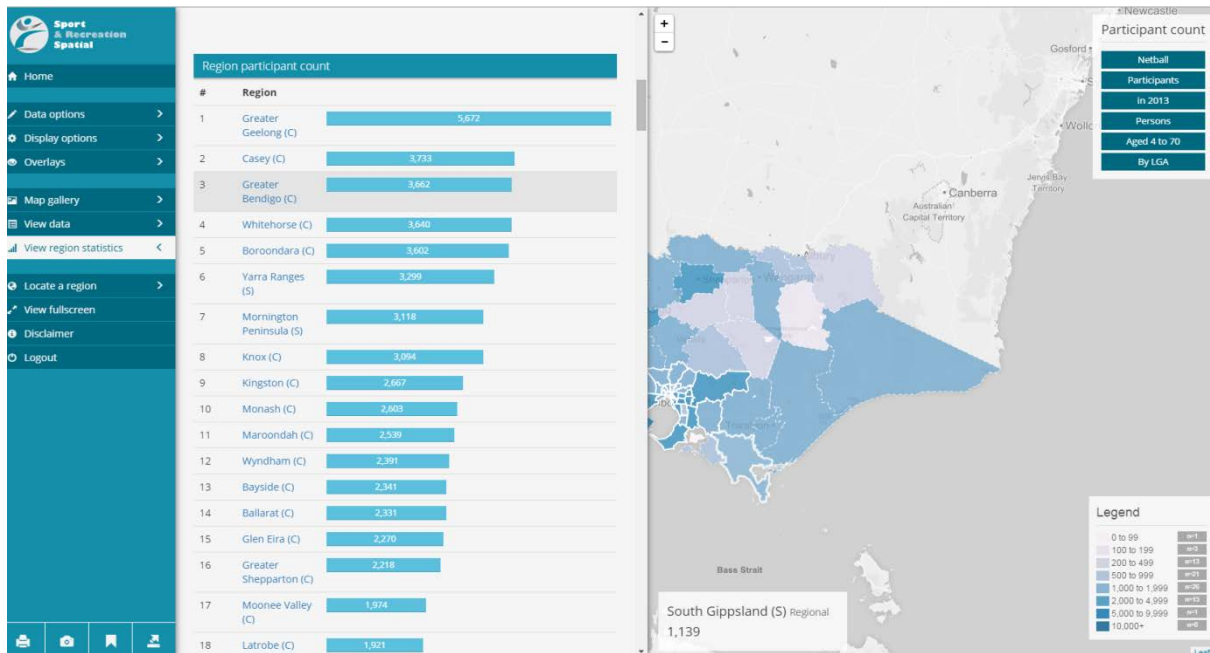 Sport
& Recreation
Spatial
Home
Data options
Display options
Overlays
Map gallery
View data
View region statistics
Locate a region
View fullscreen
Disclaimer
Logout
Region participant count
# Region
1 Greater Geelong (C) 5,672
2 Casey (C) 3,733
3 Greater Bendigo (C) 3,662
4 Whitehorse (C) 3,640
5 Boroondara (C) 3,602
6 Yarra Ranges (S) 3,299
7 Mornington Peninsula (S) 3,118
8 Knox (C) 3,094
9 Kingston (C) 2,667
10 Monash (C) 2,603
11 Maroondah (C) 2,539
12 Wyndham (C) 2,391
13 Bayside (C) 2,341
14 Ballarat (C) 2,331
15 Glen Eira (C) 2,270
16 Greater Shepparton (C) 2,218
17 Moonee Valley (C) 1,974
18 Latrobe (C) 1,921
+
−
Newcastle
Gosford
Wollo
Jervis Bay
Territory
Canberra
Australian
Capital Territory
Albury
Wangaratta
Bass Strait
South Gippsland (S) Regional
1,139
Participant count
Netball
Participants
in 2013
Persons
Aged 4 to 70
By LGA
Legend
0 to 99 n=1
100 to 199 n=3
200 to 499
500 to 999 n=21
1,000 to 1,999
2,000 to 4,999
5,000 to 9,999 n=1
10,000+ n=0